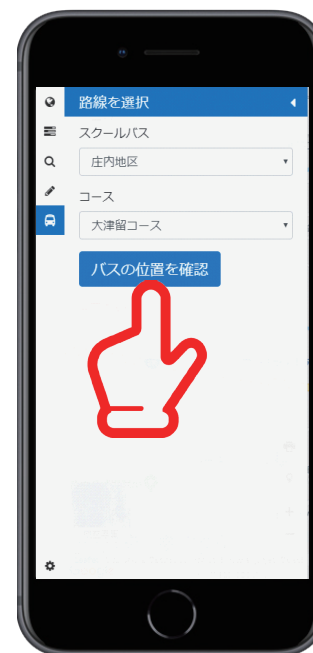 路線を選択
スクールバス
庄内地区
コース
大津留コース
バスの位置を確認